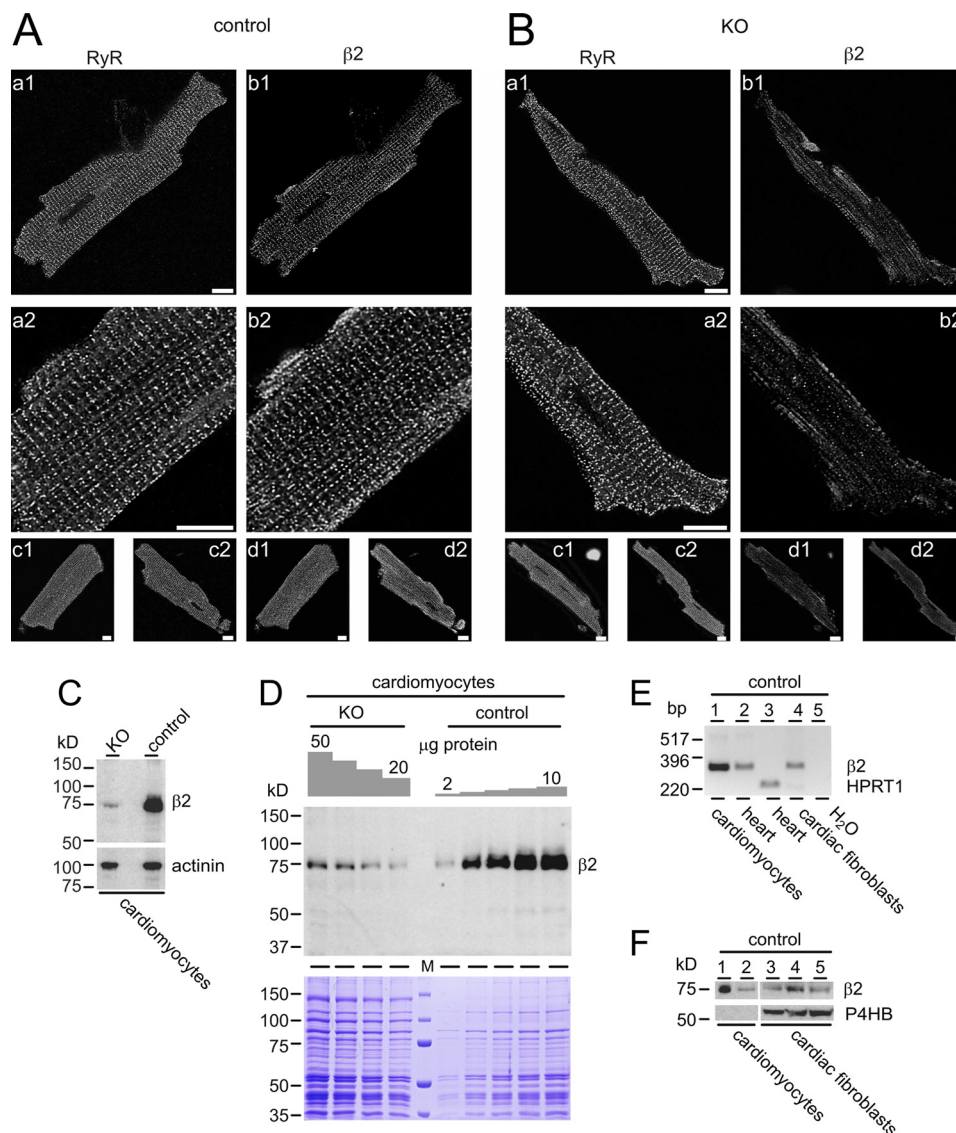 A
control
B
KO
RyR
β2
RyR
β2
a1
b1
a1
b1
a2
b2
a2
b2
c1
c2
d1
d2
c1
c2
d1
d2
C
kD
KO
control
150
100
75
50
β2
100
75
actinin
cardiomyocytes
D
cardiomyocytes
KO
control
50
20
μg protein
2
10
kD
150
100
75
50
37
β2
M
150
100
75
50
35
E
control
bp
1 2 3 4 5
517
396
220
β2
HPRT1
cardiomyocytes
heart
heart
cardiac fibroblasts
H2O
F
control
kD
1 2 3 4 5
75
β2
50
P4HB
cardiomyocytes
cardiac fibroblasts